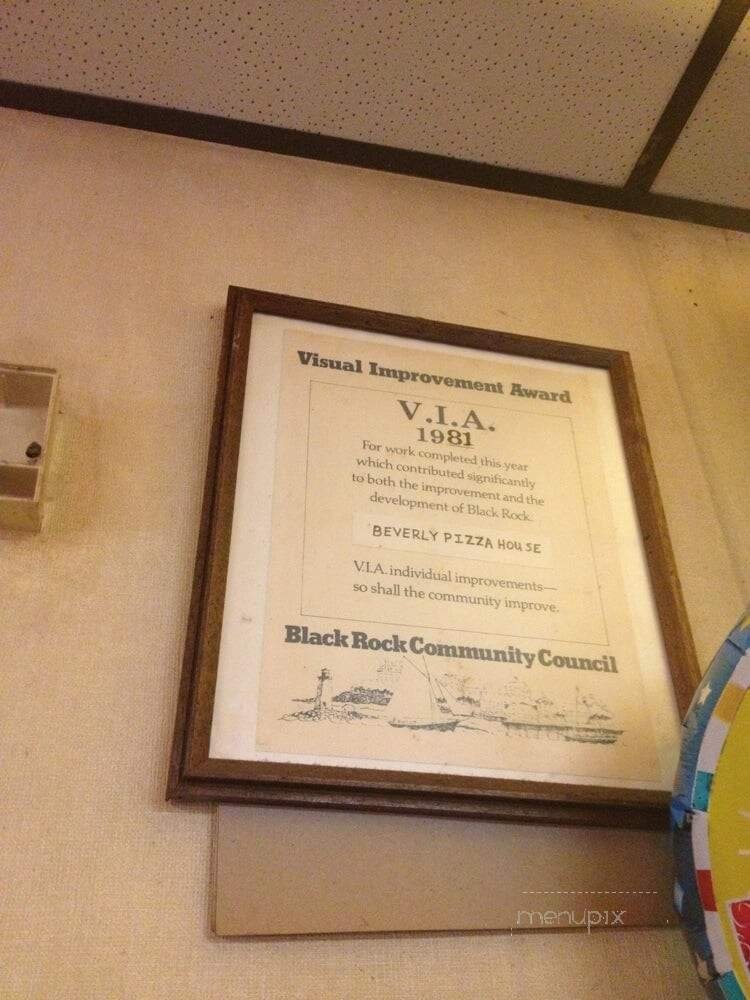 Visual Improvement Award
V.I.A.
1981
For work completed this year
which contributed significantly
to both the improvement and the
development of Black Rock.
BEVERLY PIZZA HOUSE
V.I.A. individual improvements—
so shall the community improve.
Black Rock Community Council
menupix